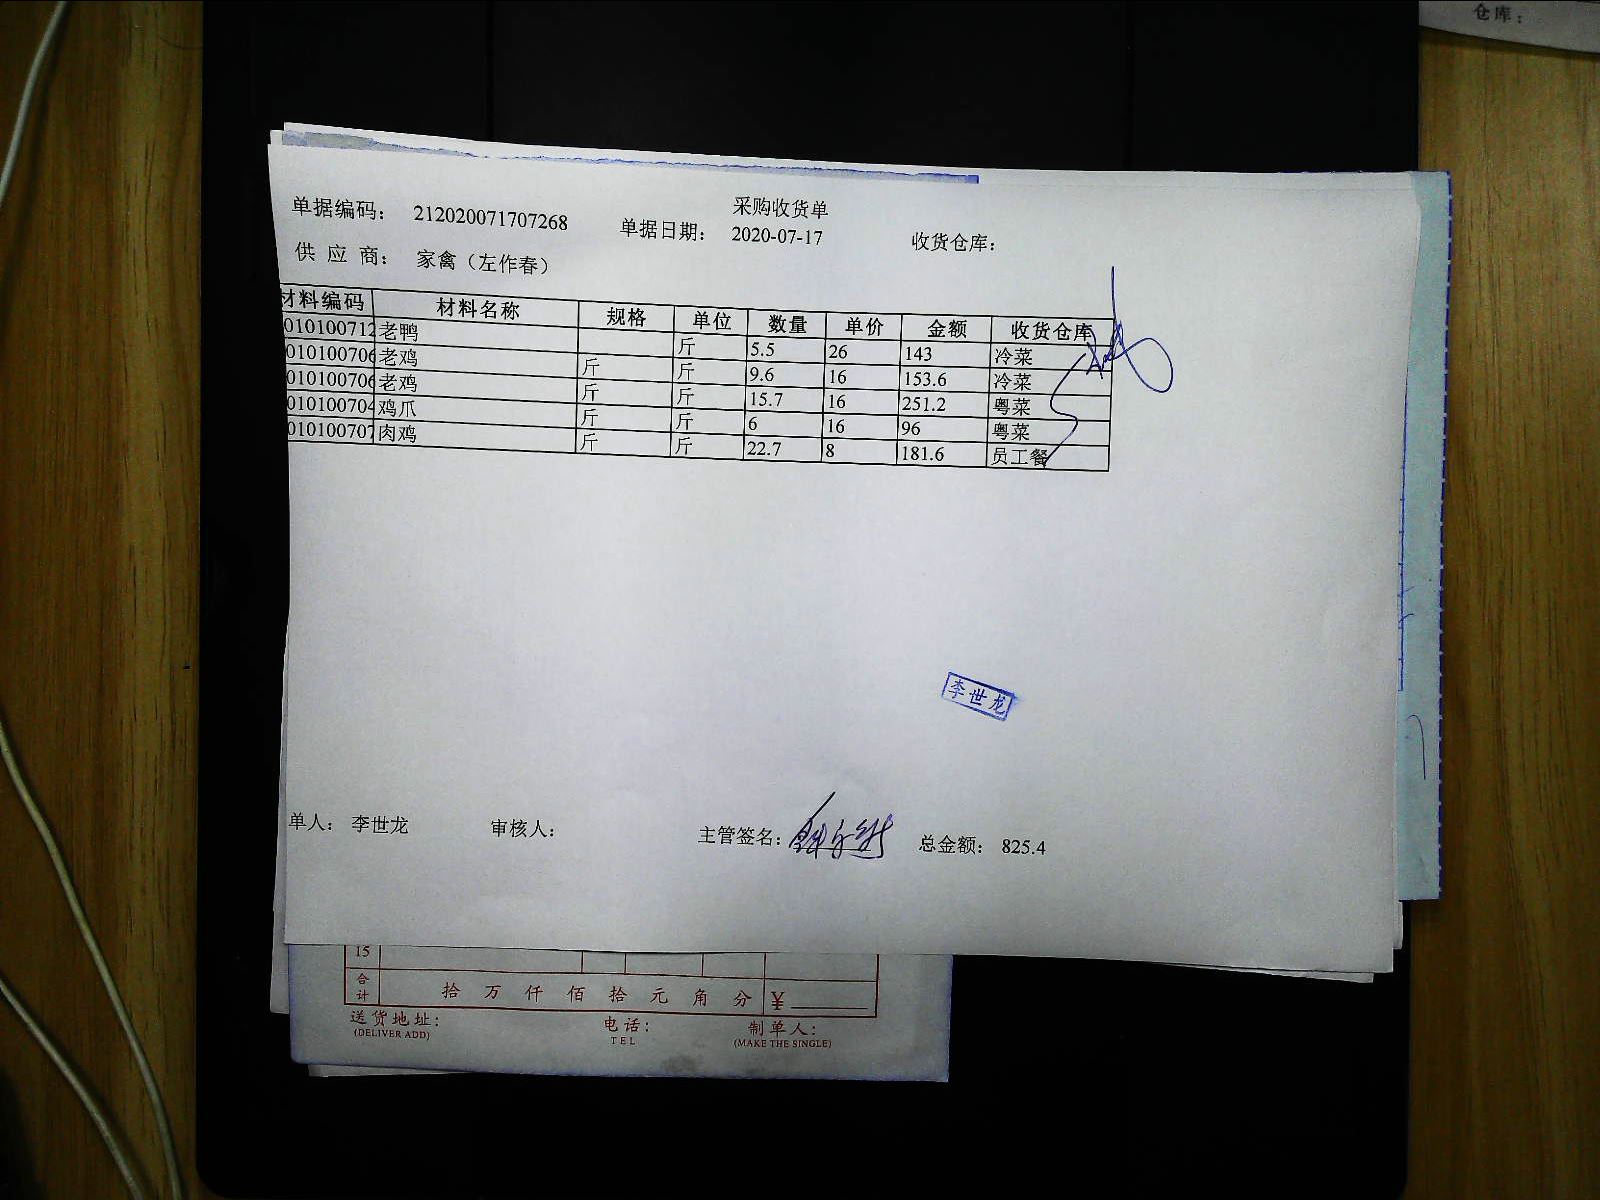 仓库：
采购收货单
单据编码： 212020071707268 单据日期： 2020-07-17 收货仓库：
供 应 商： 家禽（左作春）
材料编码 材料名称 规格 单位 数量 单价 金额 收货仓库
010100712 老鸭 斤 5.5 26 143 冷菜
010100706 老鸡 斤 斤 9.6 16 153.6 冷菜
010100706 老鸡 斤 斤 15.7 16 251.2 粤菜
010100704 鸡爪 斤 斤 6 16 96 粤菜
010100707 肉鸡 斤 斤 22.7 8 181.6 员工餐
李世龙
单人： 李世龙 审核人： 主管签名： 总金额： 825.4
15
合计 拾 万 仟 佰 拾 元 角 分 ¥
送货地址： 电话： 制单人：
(DELIVER ADD) TEL (MAKE THE SINGLE)